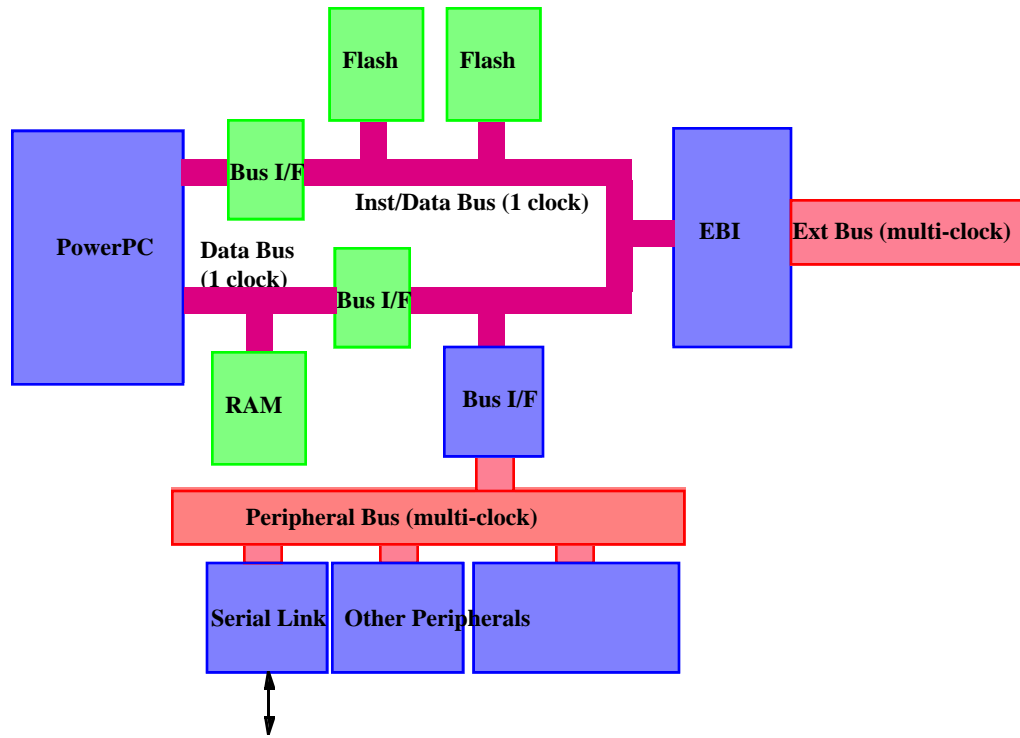 Flash
Flash
Bus I/F
Inst/Data Bus (1 clock)
PowerPC
Data Bus
(1 clock)
EBI
Ext Bus (multi-clock)
Bus I/F
RAM
Bus I/F
Peripheral Bus (multi-clock)
Serial Link
Other Peripherals